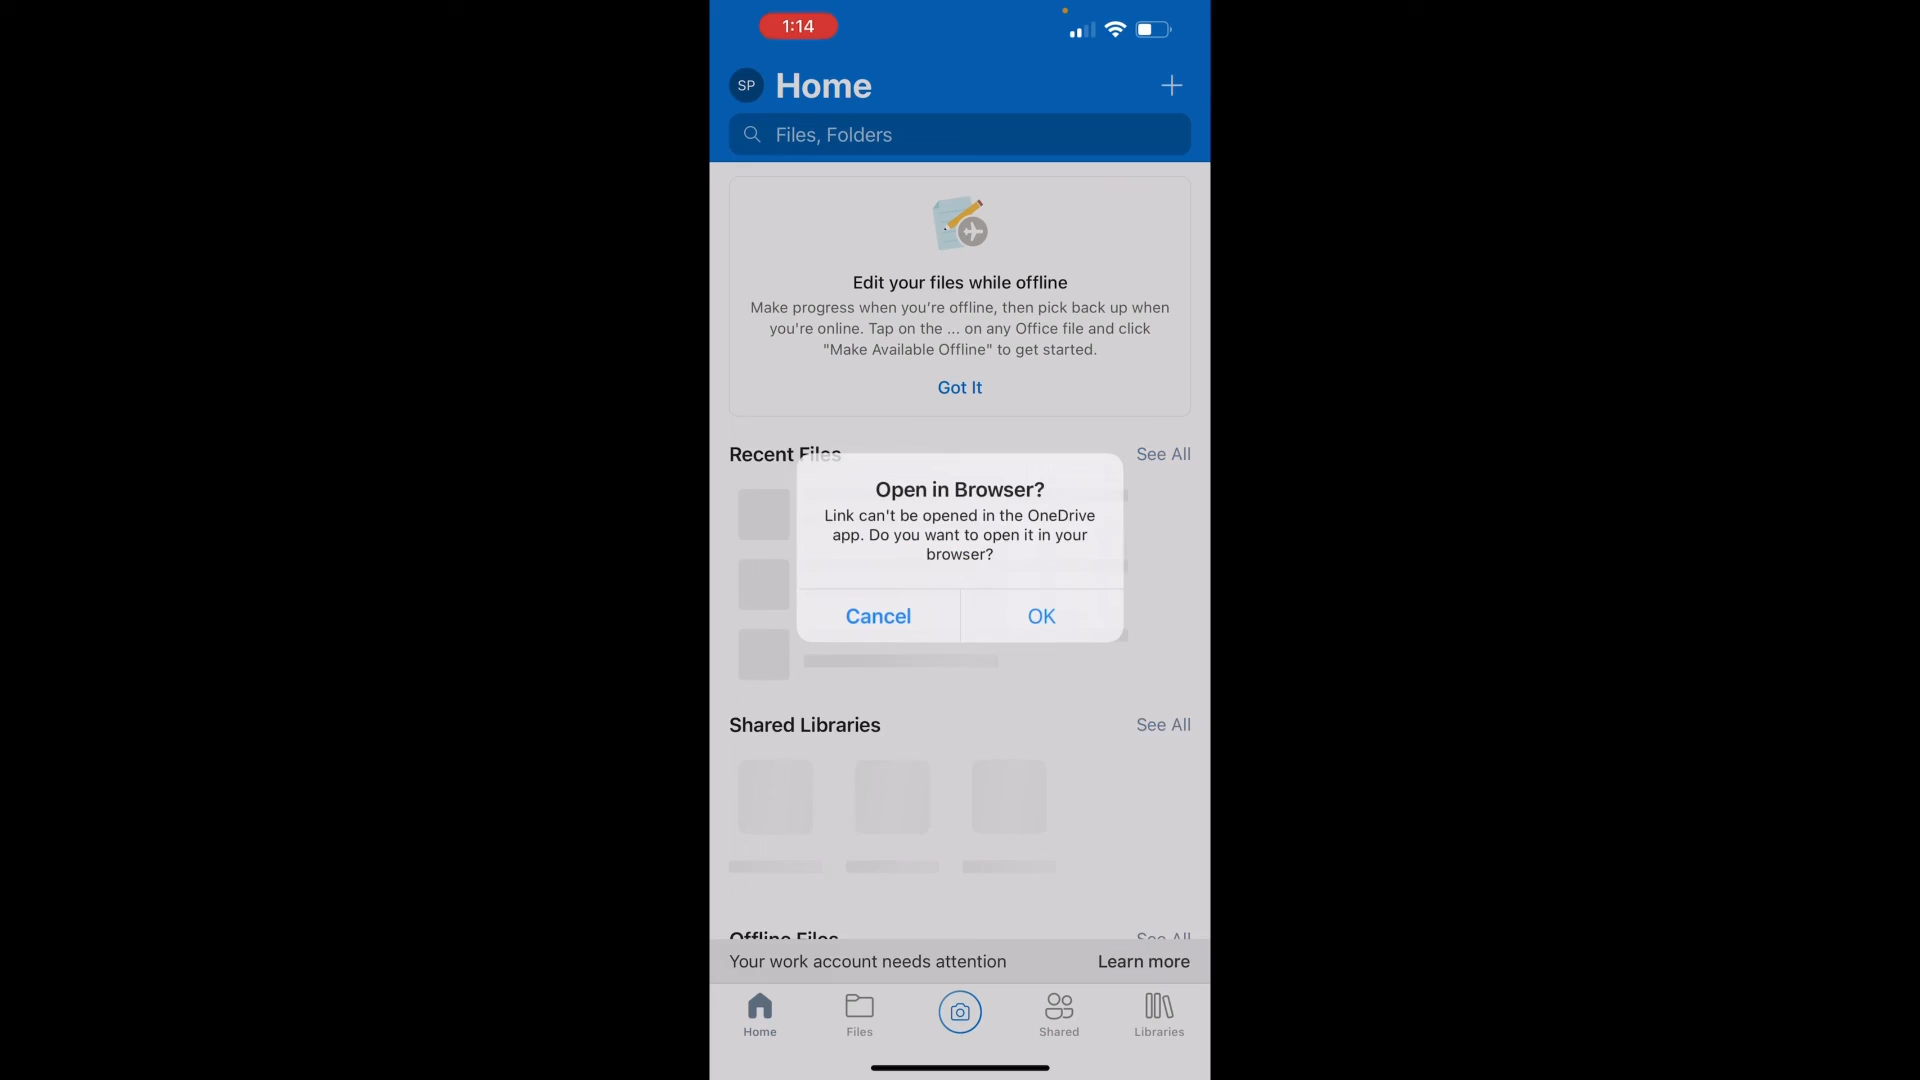 1:14
SP
Home
Files, Folders
Edit your files while offline
Make progress when you're offline, then pick back up when
you're online. Tap on the ... on any Office file and click
"Make Available Offline" to get started.
Got It
Recent Files
See All
Open in Browser?
Link can't be opened in the OneDrive
app. Do you want to open it in your
browser?
Cancel
OK
Shared Libraries
See All
Offline Files
See All
Your work account needs attention
Learn more
Home
Files
Shared
Libraries